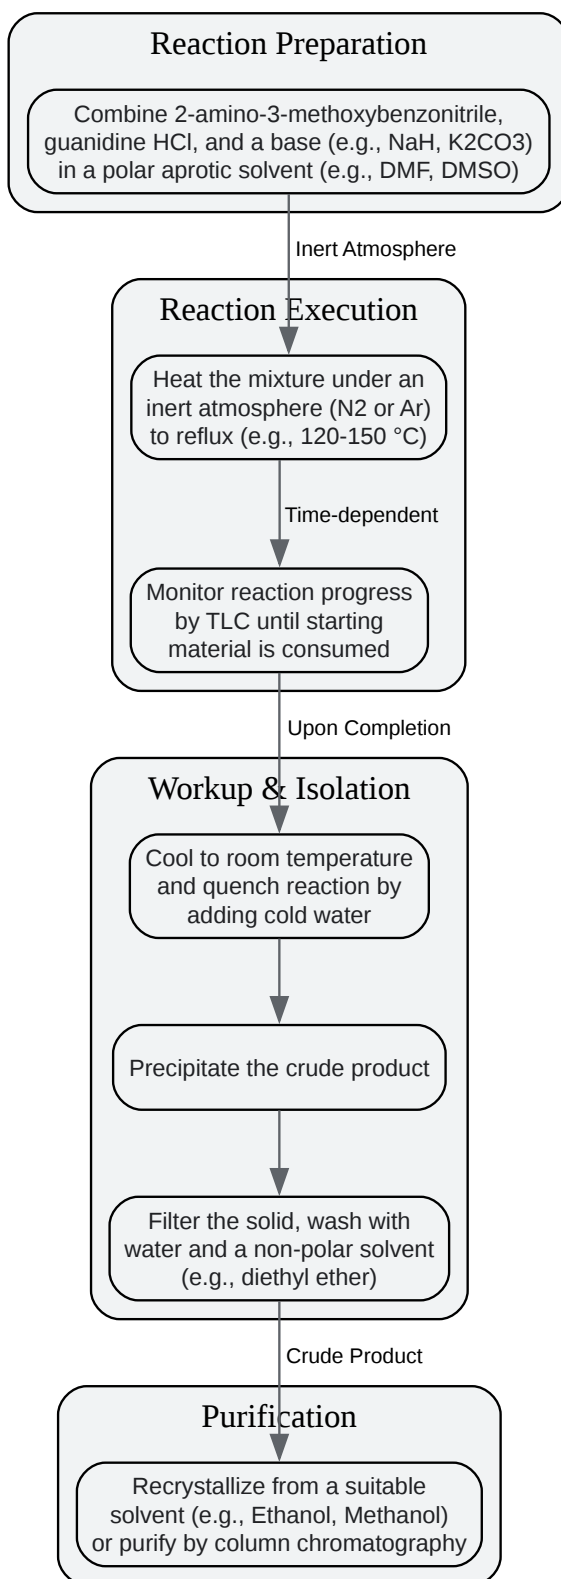 Reaction Preparation
Combine 2-amino-3-methoxybenzonitrile,
guanidine HCl, and a base (e.g., NaH, K2CO3)
in a polar aprotic solvent (e.g., DMF, DMSO)
Inert Atmosphere
Reaction Execution
Heat the mixture under an
inert atmosphere (N2 or Ar)
to reflux (e.g., 120-150 °C)
Time-dependent
Monitor reaction progress
by TLC until starting
material is consumed
Upon Completion
Workup & Isolation
Cool to room temperature
and quench reaction by
adding cold water
Precipitate the crude product
Filter the solid, wash with
water and a non-polar solvent
(e.g., diethyl ether)
Crude Product
Purification
Recrystallize from a suitable
solvent (e.g., Ethanol, Methanol)
or purify by column chromatography